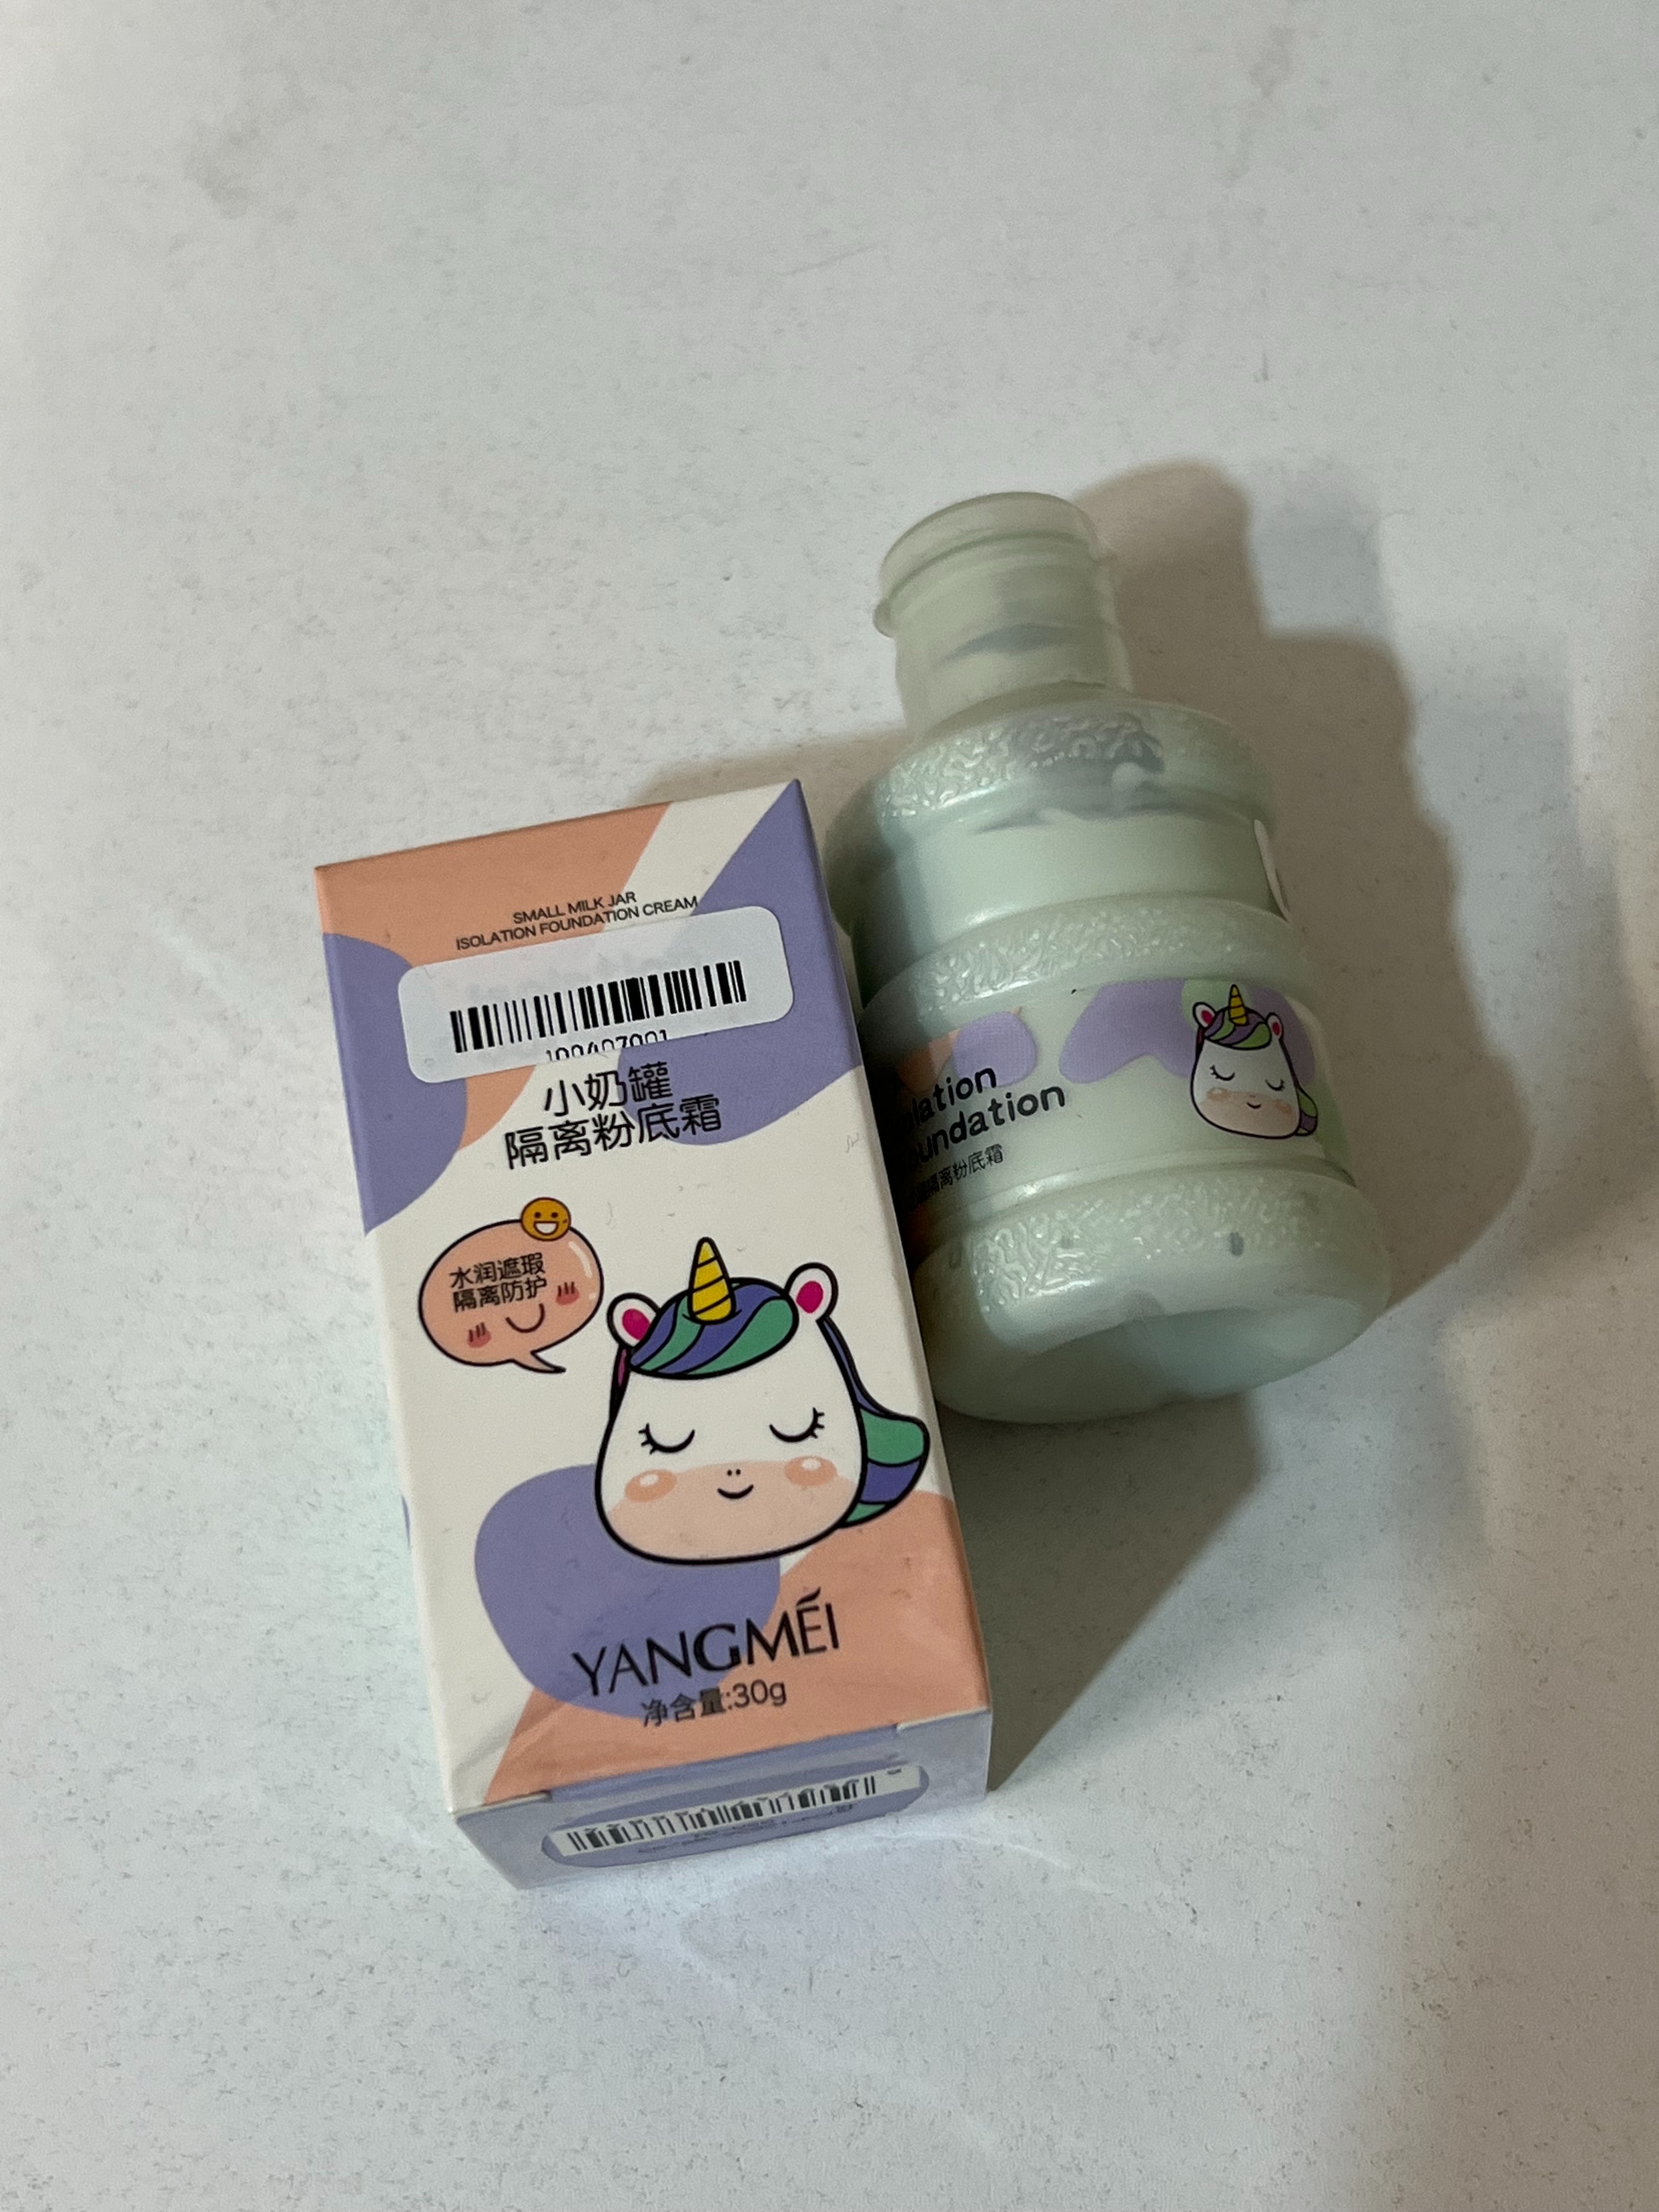 SMALL MILK JAR
ISOLATION FOUNDATION CREAM
小奶罐
隔离粉底霜
水润遮瑕
隔离防护
YANGMÉI
净含量:30g
隔离粉底霜